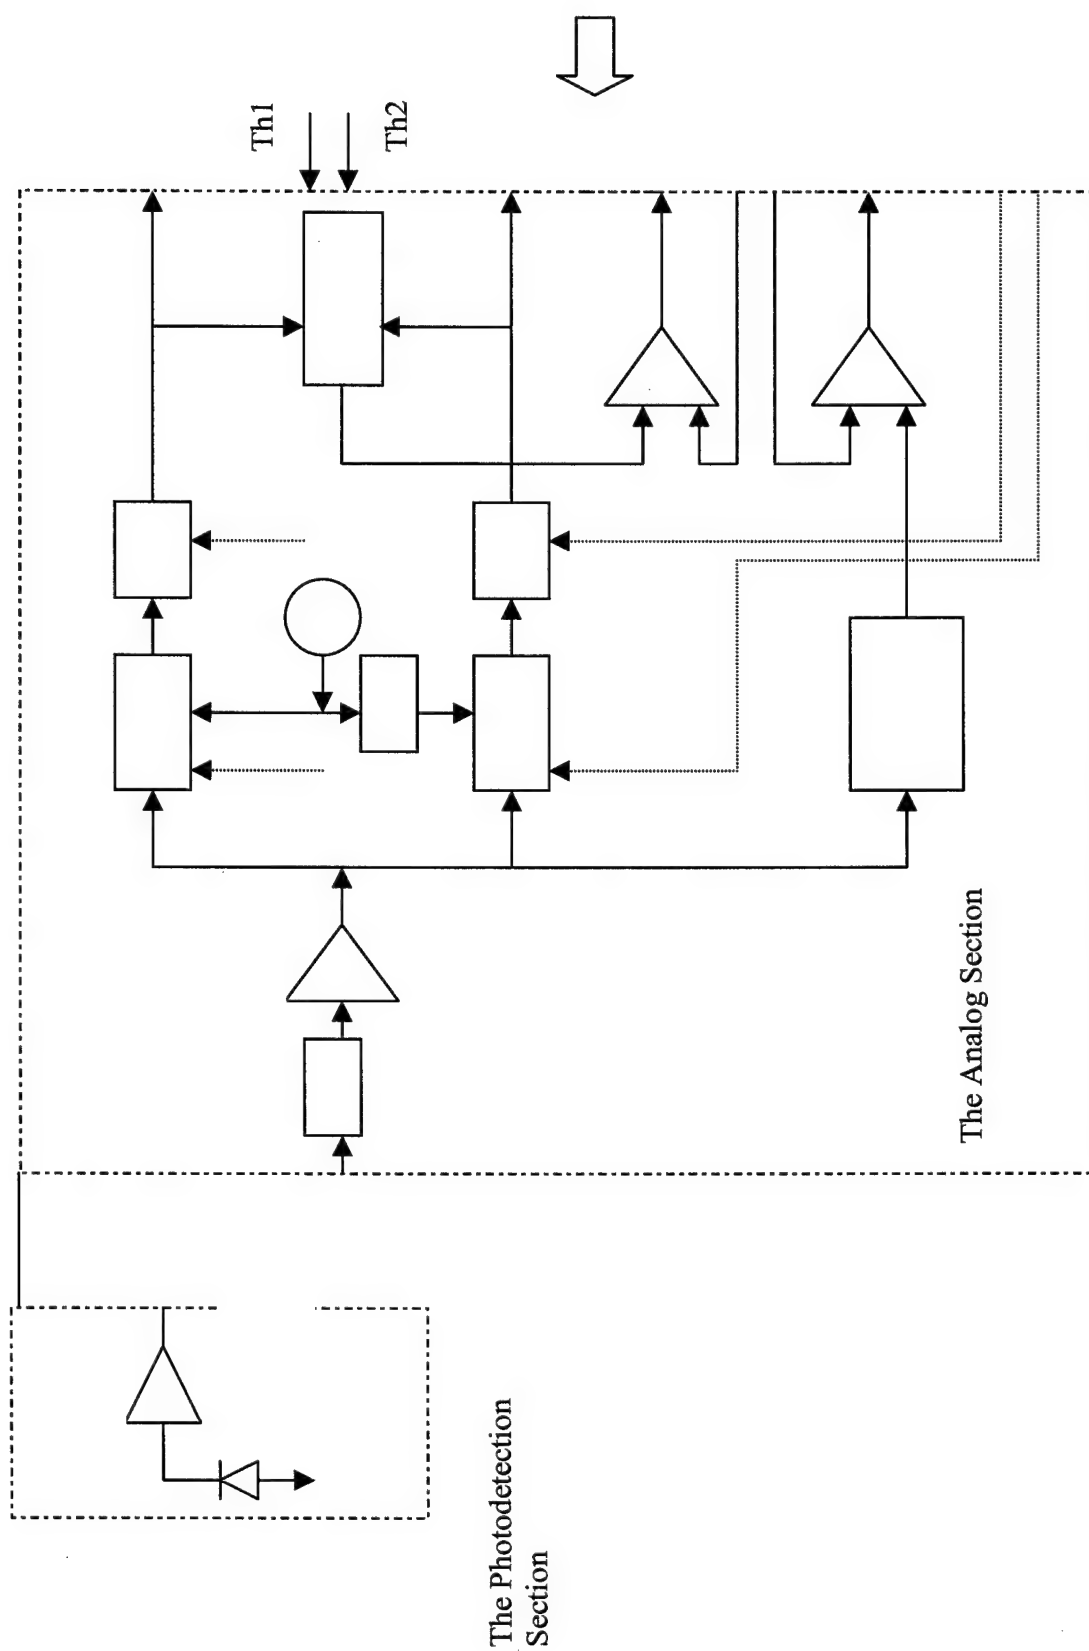 Th1
Th2
The Analog Section
The Photodetection
Section